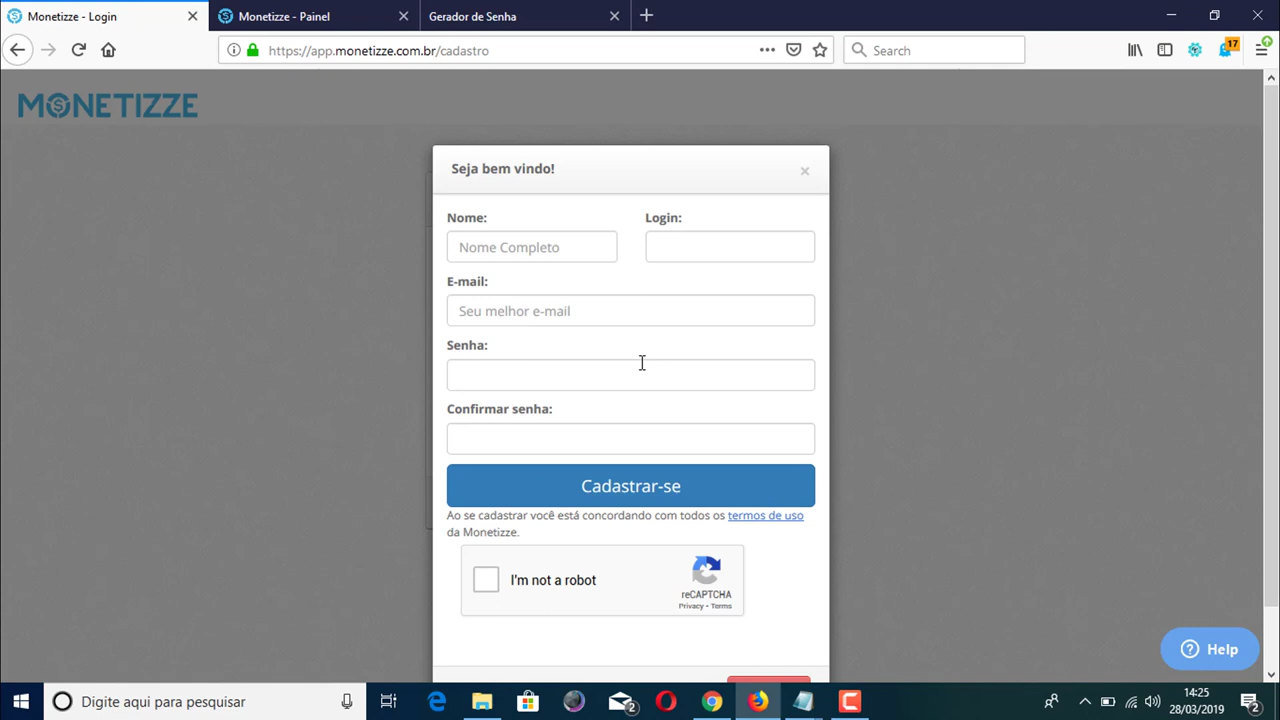 Monetizze - Login
Monetizze - Painel
Gerador de Senha
https://app.monetizze.com.br/cadastro
Search
17
MONETIZZE
Seja bem vindo!
Nome:
Login:
Nome Completo
E-mail:
Seu melhor e-mail
Senha:
Confirmar senha:
Cadastrar-se
Ao se cadastrar você está concordando com todos os termos de uso
da Monetizze.
I'm not a robot
reCAPTCHA
Privacy - Terms
Help
Digite aqui para pesquisar
2
14:25
28/03/2019
2